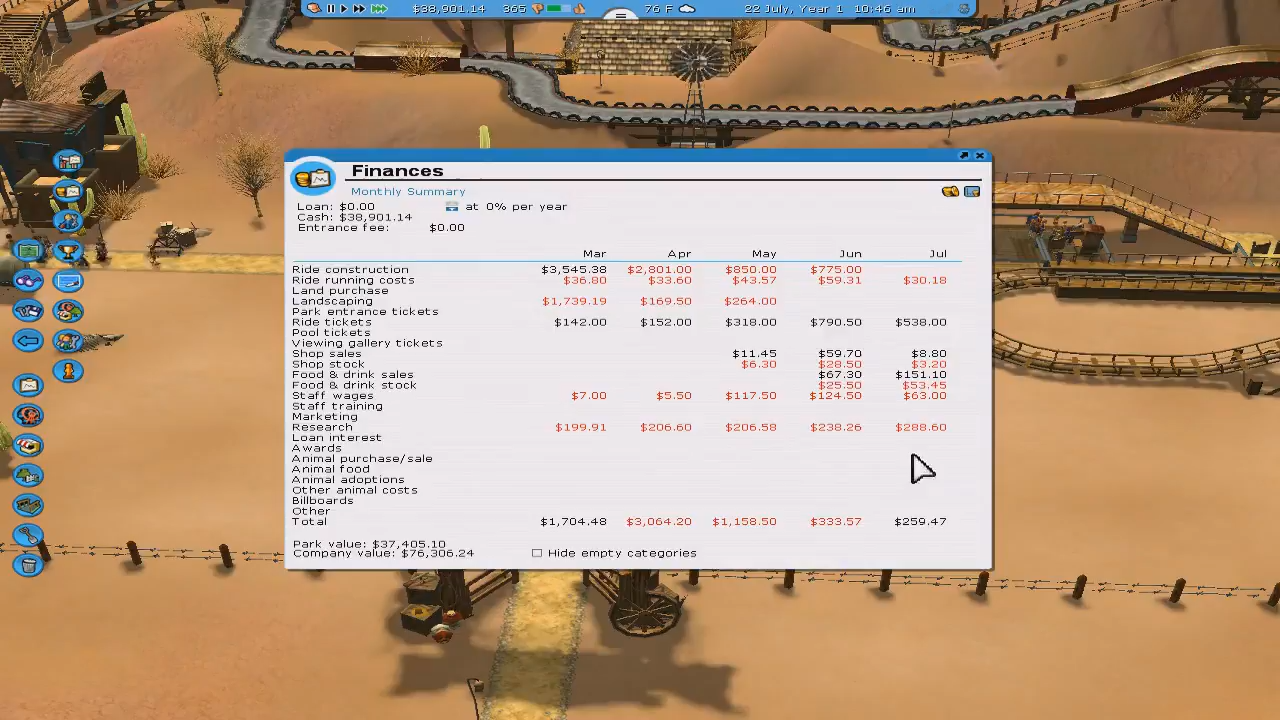 $38,901.14 365 76 F 22 July, Year 1 10:46 am
Finances
Monthly Summary
Loan: $0.00 at 0% per year
Cash: $38,901.14
Entrance fee: $0.00
Mar Apr May Jun Jul
Ride construction $3,545.38 $2,801.00 $850.00 $775.00
Ride running costs $36.80 $33.60 $43.57 $59.31 $30.18
Land purchase
Landscaping $1,739.19 $169.50 $264.00
Park entrance tickets
Ride tickets $142.00 $152.00 $318.00 $790.50 $538.00
Pool tickets
Viewing gallery tickets
Shop sales $11.45 $59.70 $8.80
Shop stock $6.30 $28.50 $3.20
Food & drink sales $67.30 $151.10
Food & drink stock $25.50 $53.45
Staff wages $7.00 $5.50 $117.50 $124.50 $63.00
Staff training
Marketing
Research $199.91 $206.60 $206.58 $238.26 $288.60
Loan interest
Awards
Animal purchase/sale
Animal food
Animal adoptions
Other animal costs
Billboards
Other
Total $1,704.48 $3,064.20 $1,158.50 $333.57 $259.47
Park value: $37,405.10
Company value: $76,306.24 Hide empty categories